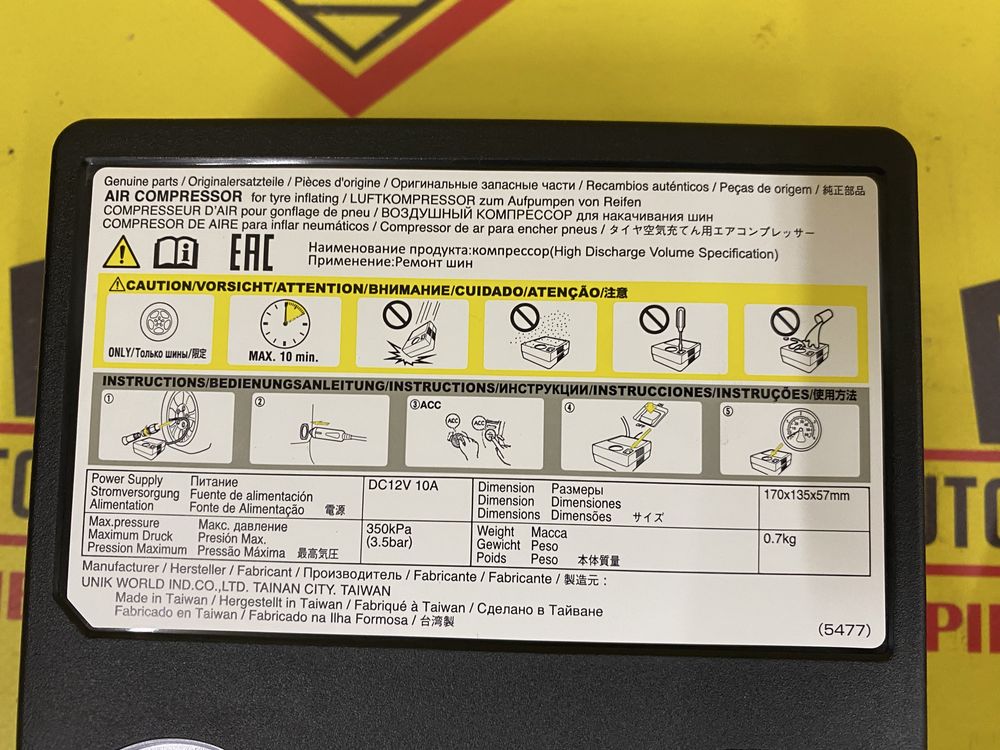 Genuine parts / Originalersatzteile / Pièces d'origine / Оригинальные запасные части / Recambios auténticos / Peças de origem / 純正部品
AIR COMPRESSOR for tyre inflating / LUFTKOMPRESSOR zum Aufpumpen von Reifen
COMPRESSEUR D'AIR pour gonflage de pneu / ВОЗДУШНЫЙ КОМПРЕССОР для накачивания шин
COMPRESOR DE AIRE para inflar neumáticos / Compressor de ar para encher pneus / タイヤ空気充てん用エアコンプレッサー
EAC
Наименование продукта:компрессор(High Discharge Volume Specification)
Применение:Ремонт шин
CAUTION/VORSICHT/ATTENTION/ВНИМАНИЕ/CUIDADO/ATENÇÃO/注意
ONLY/Только шины/限定
MAX. 10 min.
INSTRUCTIONS/BEDIENUNGSANLEITUNG/INSTRUCTIONS/ИНСТРУКЦИИ/INSTRUCCIONES/INSTRUÇÕES/使用方法
① ② ③ACC ④ ⑤
ACC ACC
OFF
Power Supply Питание DC12V 10A
Stromversorgung Fuente de alimentación
Alimentation Fonte de Alimentação 電源
Dimension Размеры 170x135x57mm
Dimension Dimensiones
Dimensions Dimensões サイズ
Max.pressure Макс. давление 350kPa
Maximum Druck Presión Max. (3.5bar)
Pression Maximum Pressão Máxima 最高気圧
Weight Масса 0.7kg
Gewicht Peso
Poids Peso 本体質量
Manufacturer / Hersteller / Fabricant / Производитель / Fabricante / Fabricante / 製造元：
UNIK WORLD IND.CO.,LTD. TAINAN CITY. TAIWAN
Made in Taiwan / Hergestellt in Taiwan / Fabriqué à Taiwan / Сделано в Тайване
Fabricado en Taiwan / Fabricado na Ilha Formosa / 台湾製
(5477)